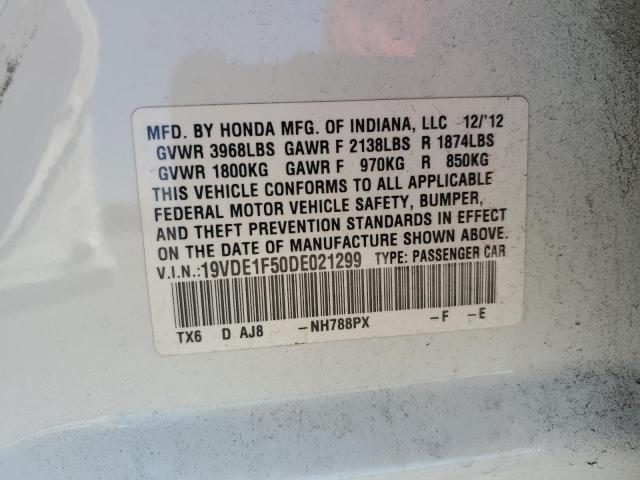 MFD. BY HONDA MFG. OF INDIANA, LLC 12/'12
GVWR 3968LBS GAWR F 2138LBS R 1874LBS
GVWR 1800KG GAWR F 970KG R 850KG
THIS VEHICLE CONFORMS TO ALL APPLICABLE
FEDERAL MOTOR VEHICLE SAFETY, BUMPER,
AND THEFT PREVENTION STANDARDS IN EFFECT
ON THE DATE OF MANUFACTURE SHOWN ABOVE.
V.I.N.:19VDE1F50DE021299 TYPE: PASSENGER CAR
TX6 D AJ8 -NH788PX -F -E